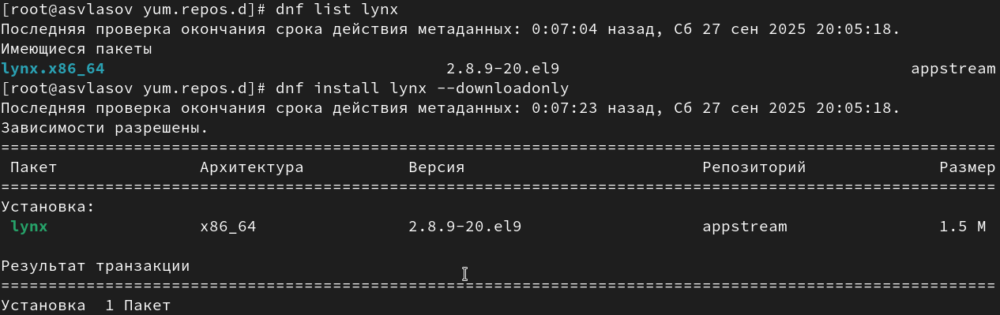 [root@asvlasov yum.repos.d]# dnf list lynx
Последняя проверка окончания срока действия метаданных: 0:07:04 назад, Сб 27 сен 2025 20:05:18.
Имеющиеся пакеты
lynx.x86_64 2.8.9-20.el9 appstream
[root@asvlasov yum.repos.d]# dnf install lynx --downloadonly
Последняя проверка окончания срока действия метаданных: 0:07:23 назад, Сб 27 сен 2025 20:05:18.
Зависимости разрешены.
=========================================================================================================
Пакет Архитектура Версия Репозиторий Размер
=========================================================================================================
Установка:
lynx x86_64 2.8.9-20.el9 appstream 1.5 M
Результат транзакции
=========================================================================================================
Установка 1 Пакет